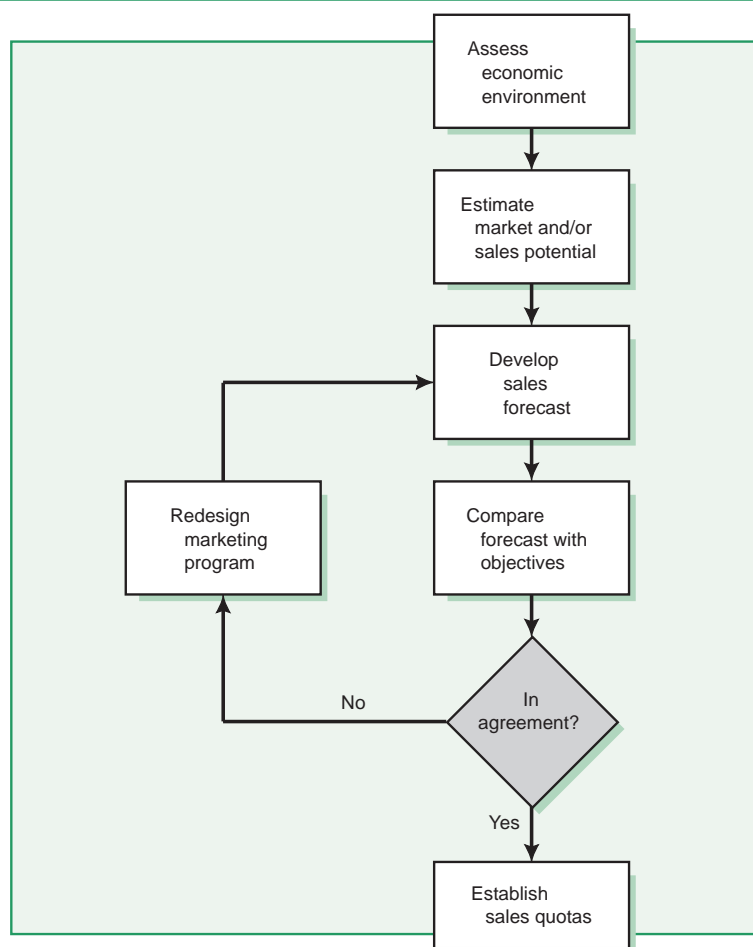 Assess
economic
environment
Estimate
market and/or
sales potential
Develop
sales
forecast
Redesign
marketing
program
Compare
forecast with
objectives
In
agreement?
No
Yes
Establish
sales quotas